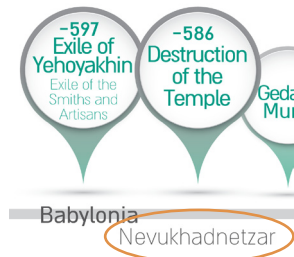 -597
Exile of
Yehoyakhin
Exile of the
Smiths and
Artisans
-586
Destruction
of the
Temple
Babylonia
Nevukhadnetzar